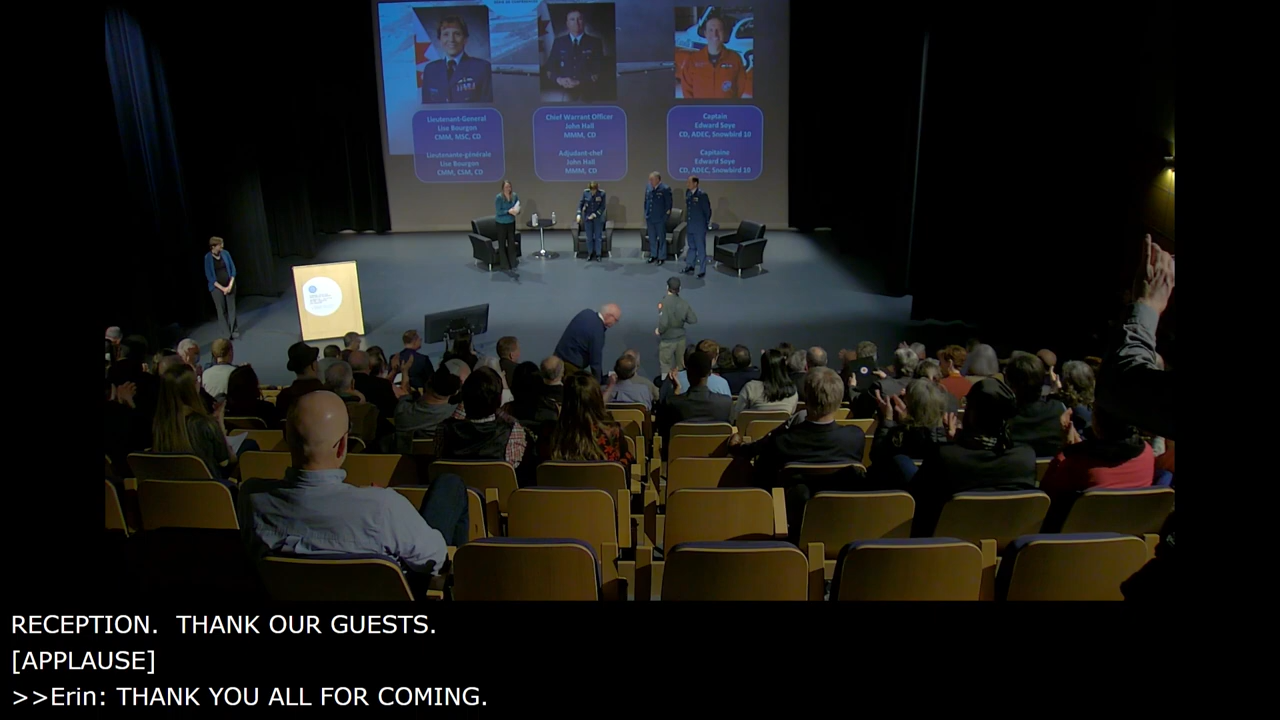 Lieutenant-General
Lise Bourgon
CMM, MSC, CD
Lieutenante-générale
Lise Bourgon
CMM, CSM, CD
Chief Warrant Officer
John Hall
MMM, CD
Adjudant-chef
John Hall
MMM, CD
Captain
Edward Soye
CD, ADEC, Snowbird 10
Capitaine
Edward Soye
CD, ADEC, Snowbird 10
RECEPTION.  THANK OUR GUESTS.
[APPLAUSE]
>>Erin: THANK YOU ALL FOR COMING.